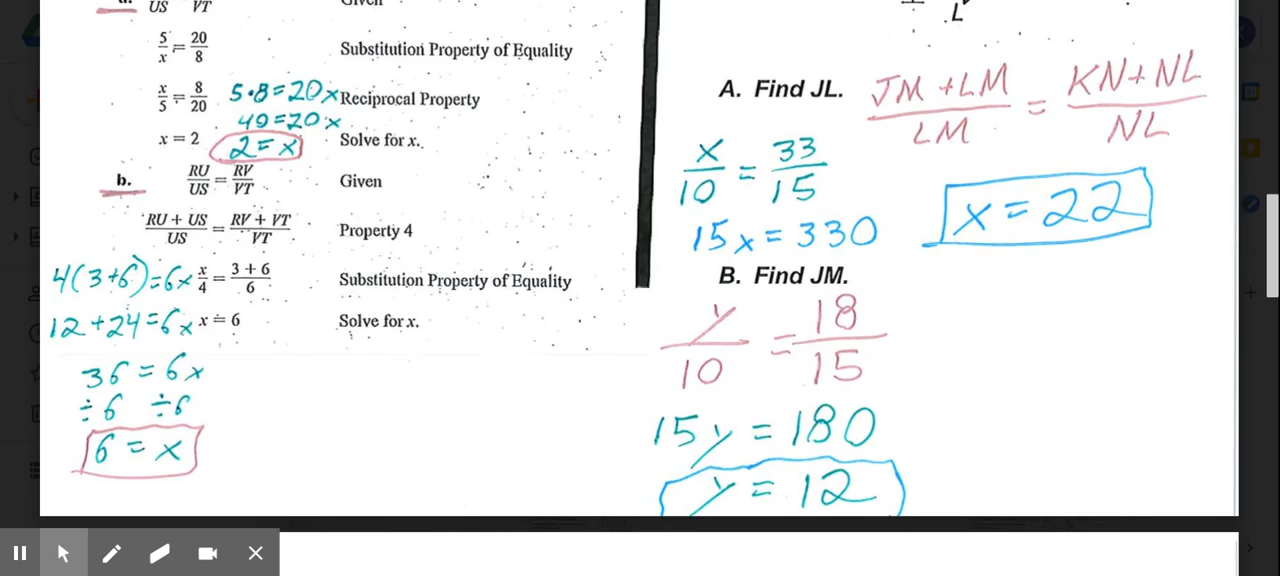 US VT Given
5/x = 20/8 Substitution Property of Equality
x/5 = 8/20 5·8=20x Reciprocal Property
40=20x
x = 2 2=x Solve for x.
b. RU/US = RV/VT Given
RU + US/US = RV + VT/VT Property 4
4(3+6)=6x x/4 = 3 + 6/6 Substitution Property of Equality
12+24=6x x = 6 Solve for x.
36=6x
÷6 ÷6
6 = x
L
A. Find JL. JM+LM/LM = KN+NL/NL
x/10 = 33/15
15x=330 x=22
B. Find JM.
y/10 = 18/15
15y=180
y = 12